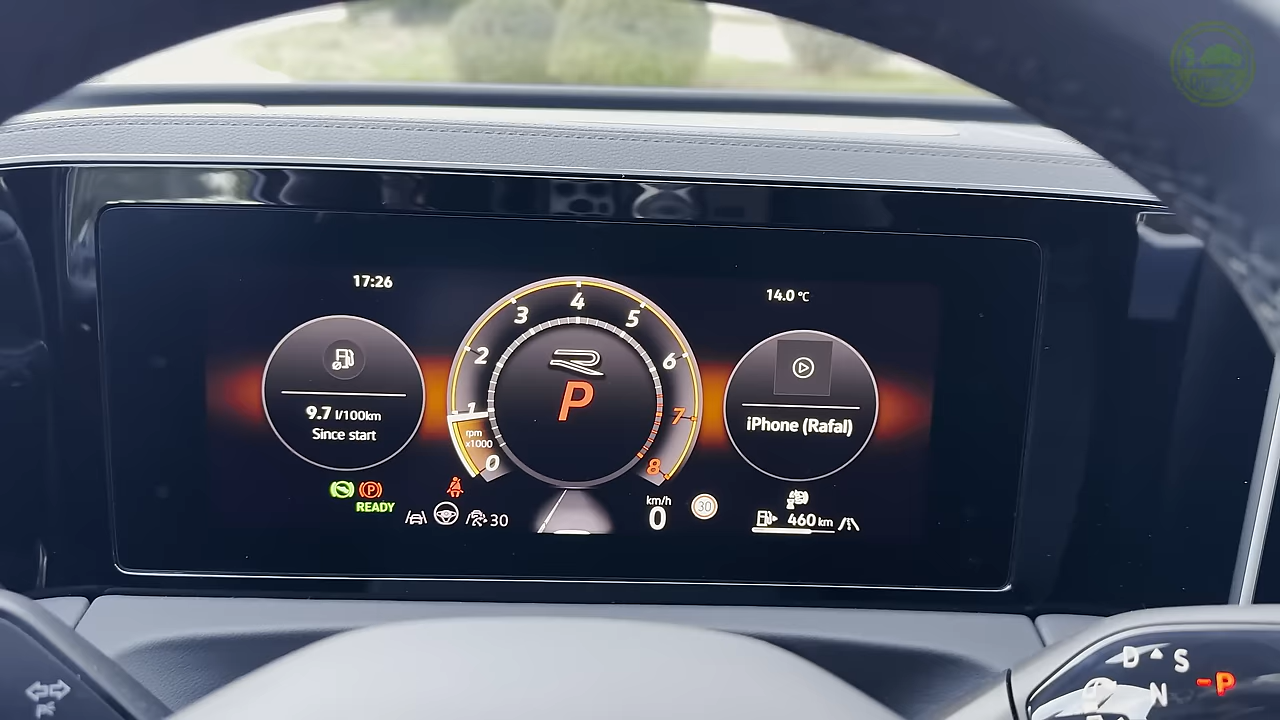 17:26
14.0 °C
9.7 l/100km
Since start
0
1
2
3
4
5
6
7
8
rpm
x1000
R
P
iPhone (Rafal)
P
READY
30
km/h
0
30
460 km
D S
N
P